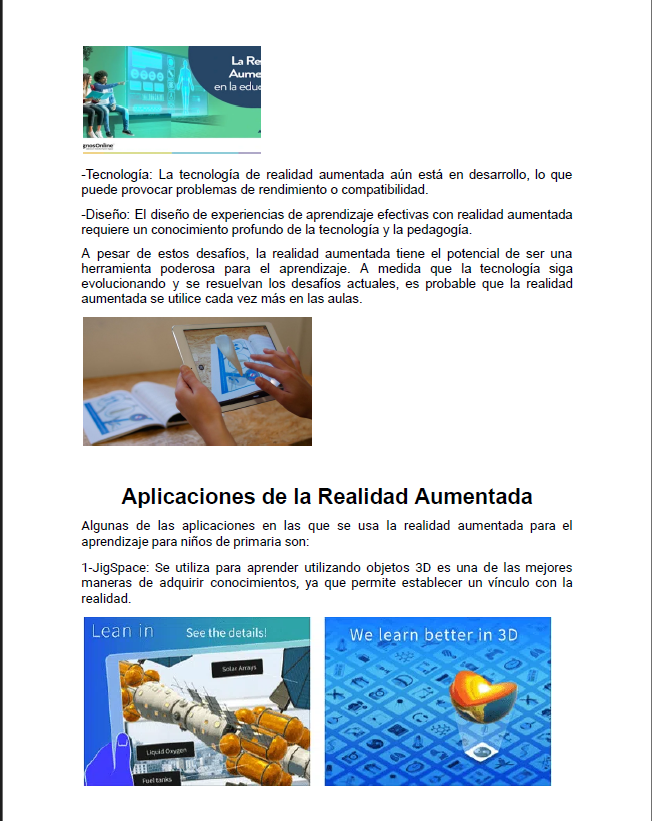 La Re
Aume
en la educ
gnosOnline
-Tecnología: La tecnología de realidad aumentada aún está en desarrollo, lo que
puede provocar problemas de rendimiento o compatibilidad.
-Diseño: El diseño de experiencias de aprendizaje efectivas con realidad aumentada
requiere un conocimiento profundo de la tecnología y la pedagogía.
A pesar de estos desafíos, la realidad aumentada tiene el potencial de ser una
herramienta poderosa para el aprendizaje. A medida que la tecnología siga
evolucionando y se resuelvan los desafíos actuales, es probable que la realidad
aumentada se utilice cada vez más en las aulas.
Aplicaciones de la Realidad Aumentada
Algunas de las aplicaciones en las que se usa la realidad aumentada para el
aprendizaje para niños de primaria son:
1-JigSpace: Se utiliza para aprender utilizando objetos 3D es una de las mejores
maneras de adquirir conocimientos, ya que permite establecer un vínculo con la
realidad.
Lean in
See the details!
Solar Arrays
Liquid Oxygen
Fuel tanks
We learn better in 3D